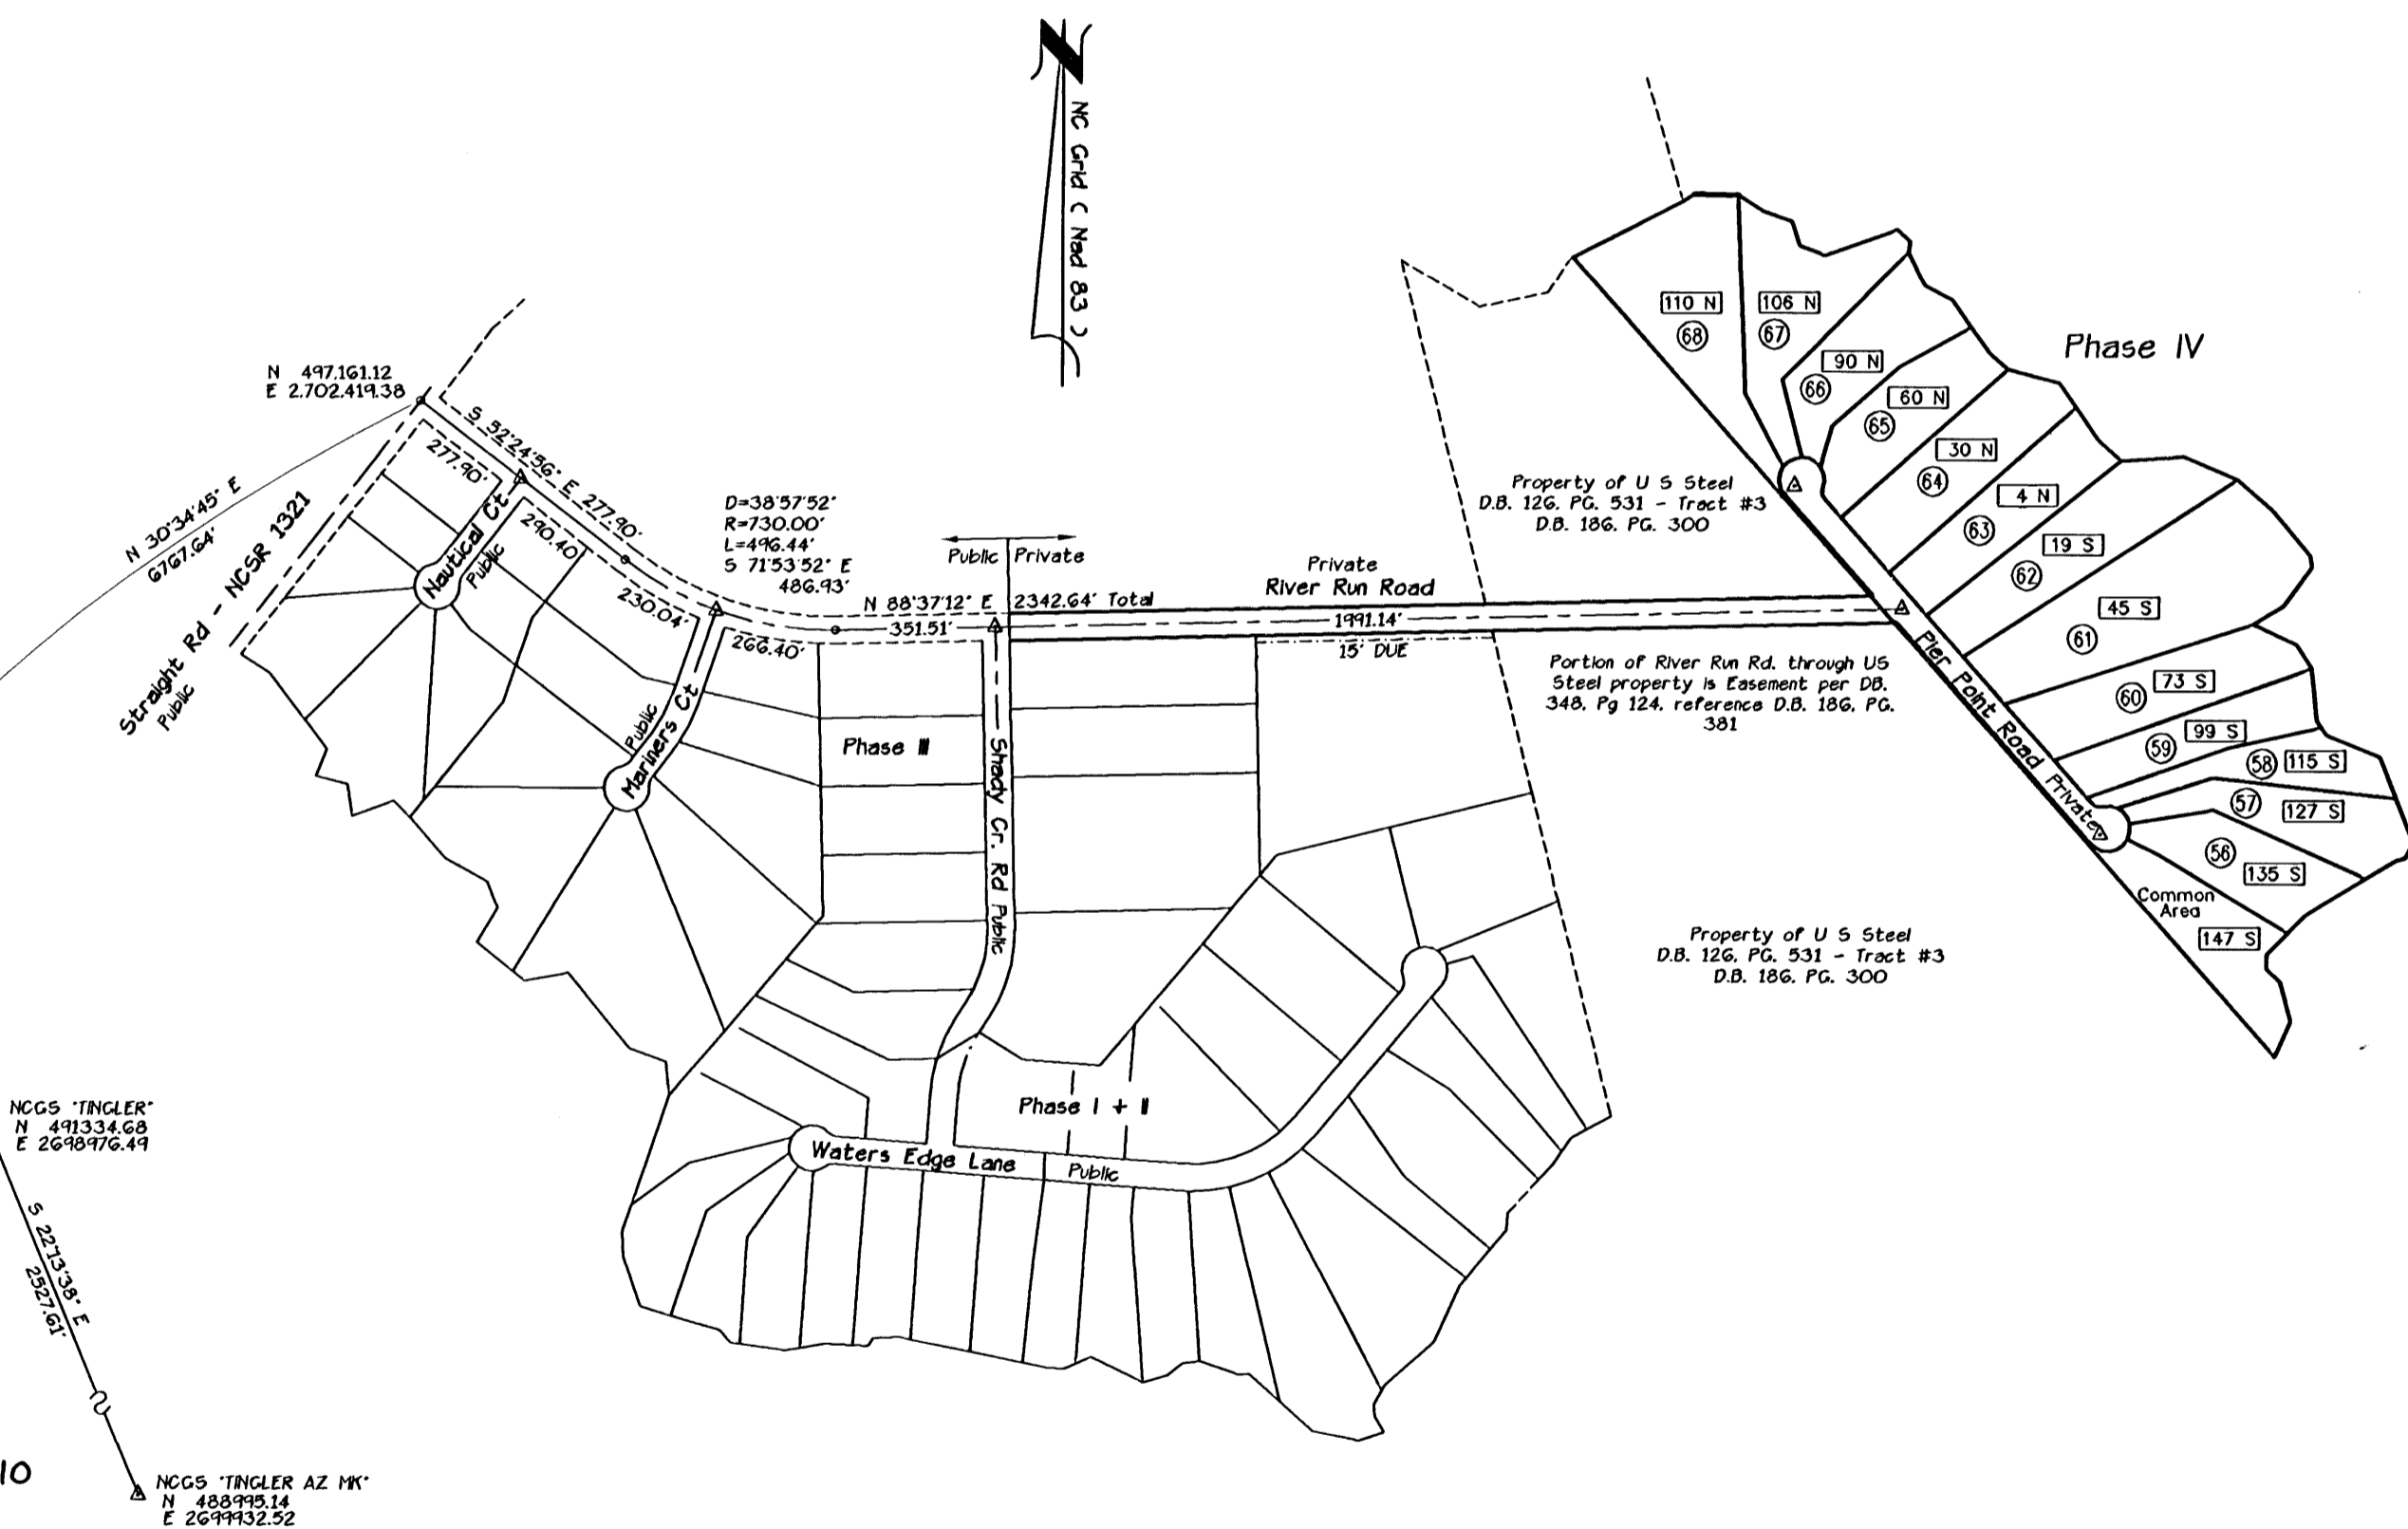 N
NC Grid ( Nad 83 )
N 497,161.12
E 2,702,419.38
S 52°24'56" E 277.90'
277.90'
N 30°34'45" E
6767.64'
Straight Rd - NCSR 1321
Public
Nautical Ct
Public
290.40
230.04'
D=38°57'52"
R=730.00'
L=496.44'
S 71°53'52" E
486.93'
266.40'
Mariners Ct
Public
Public
Private
N 88°37'12" E
2342.64' Total
351.51'
1991.14'
Private
River Run Road
15' DUE
Phase III
Shady Cr. Rd Public
Phase I + II
Waters Edge Lane
Public
Property of U S Steel
D.B. 126, PG. 531 - Tract #3
D.B. 186, PG. 300
Portion of River Run Rd. through US
Steel property is Easement per DB.
348, Pg 124, reference D.B. 186, PG.
381
Property of U S Steel
D.B. 126, PG. 531 - Tract #3
D.B. 186, PG. 300
Phase IV
110 N
68
106 N
67
90 N
66
60 N
65
30 N
64
4 N
63
19 S
62
45 S
61
73 S
60
99 S
59
58
115 S
57
127 S
56
135 S
Common
Area
147 S
Pier Point Road Private
NCGS "TINGLER"
N 491334.68
E 2698976.49
S 22°13'38" E
2527.61'
10
NCGS "TINGLER AZ MK"
N 488995.14
E 2699932.52